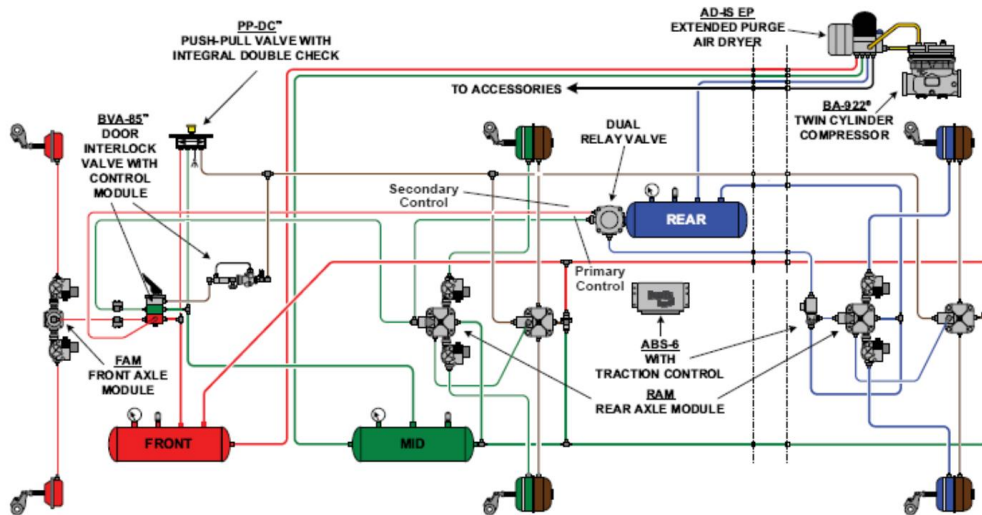 PP-DC™
PUSH-PULL VALVE WITH
INTEGRAL DOUBLE CHECK
AD-IS EP
EXTENDED PURGE
AIR DRYER
TO ACCESSORIES
BA-922®
TWIN CYLINDER
COMPRESSOR
BVA-85™
DOOR
INTERLOCK
VALVE WITH
CONTROL
MODULE
DUAL
RELAY VALVE
Secondary
Control
REAR
Primary
Control
ABS-6
WITH
TRACTION CONTROL
FAM
FRONT AXLE
MODULE
RAM
REAR AXLE MODULE
FRONT
MID